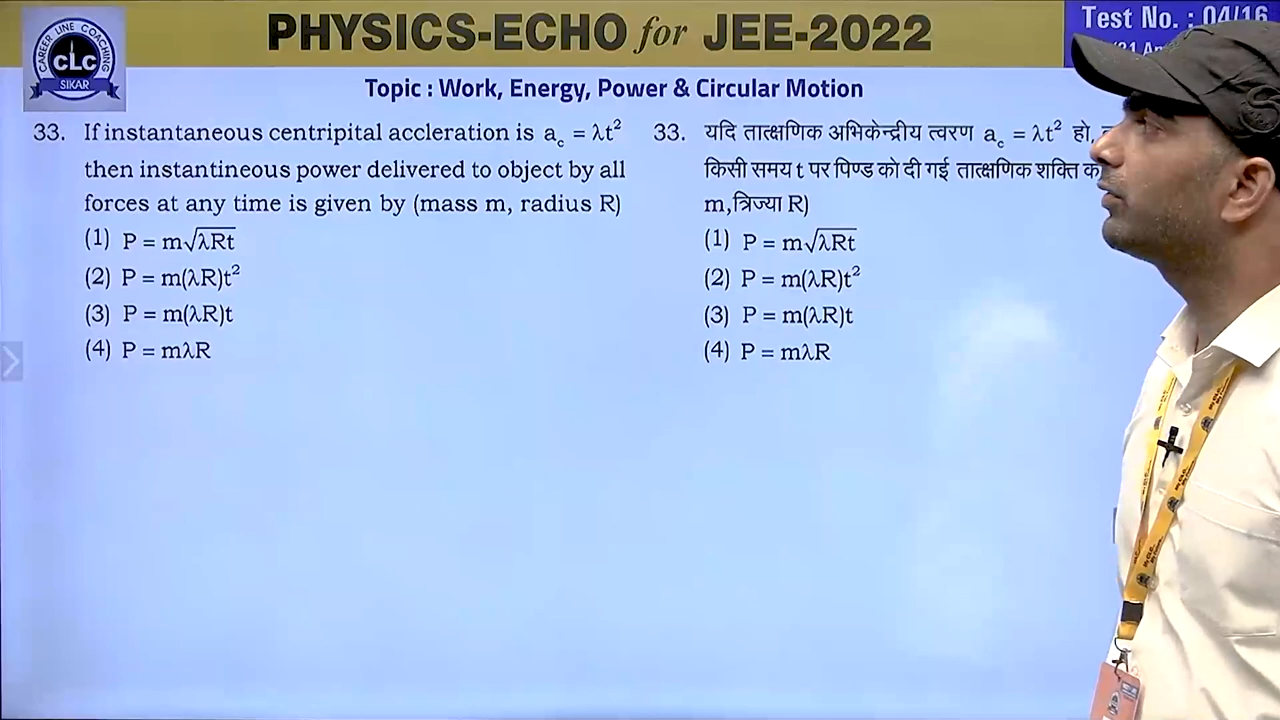 PHYSICS-ECHO for JEE-2022
Test No. : 04/16
CAREER LINE COACHING
CLC
SIKAR
Topic : Work, Energy, Power & Circular Motion
33. If instantaneous centripital accleration is a_c = λt²
then instantineous power delivered to object by all
forces at any time is given by (mass m, radius R)
(1) P = m√λRt
(2) P = m(λR)t²
(3) P = m(λR)t
(4) P = mλR
33. यदि तात्क्षणिक अभिकेन्द्रीय त्वरण a_c = λt² हो,
किसी समय t पर पिण्ड को दी गई तात्क्षणिक शक्ति
m, त्रिज्या R)
(1) P = m√λRt
(2) P = m(λR)t²
(3) P = m(λR)t
(4) P = mλR